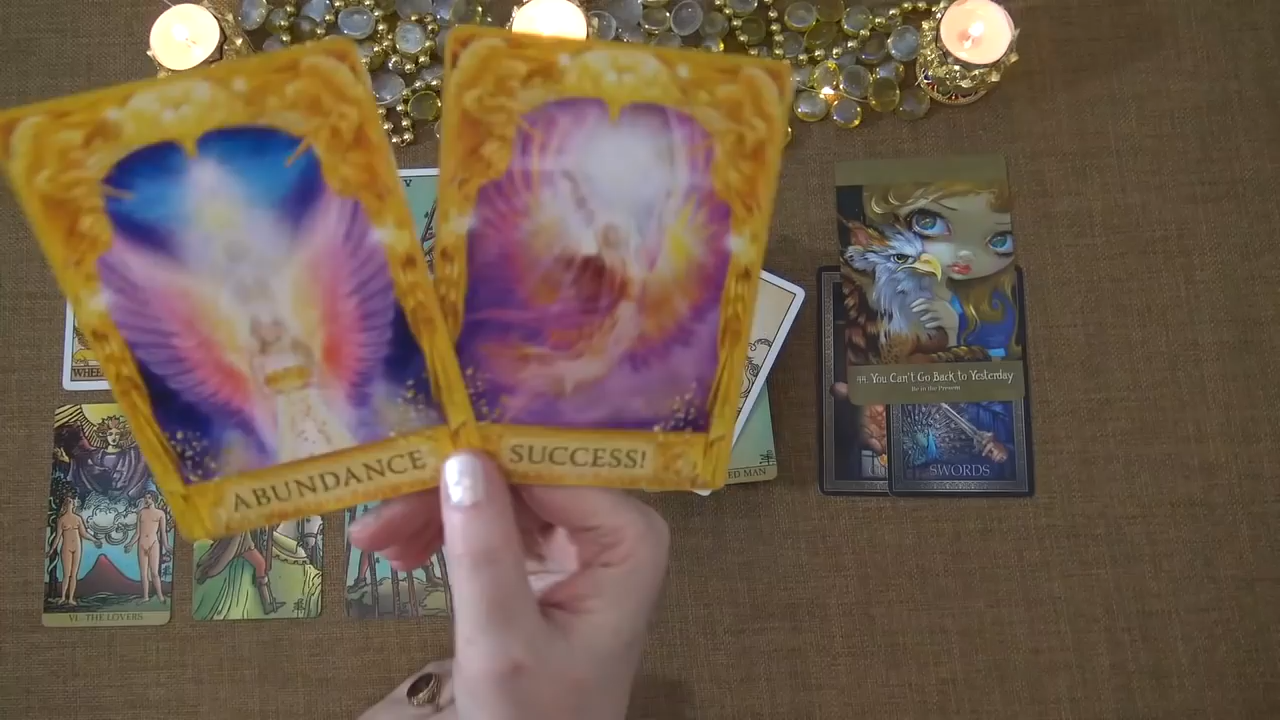 V
WHEE
ABUNDANCE
SUCCESS!
44. You Can't Go Back to Yesterday
Be in the Present
SWORDS
ED MAN
VI - THE LOVERS